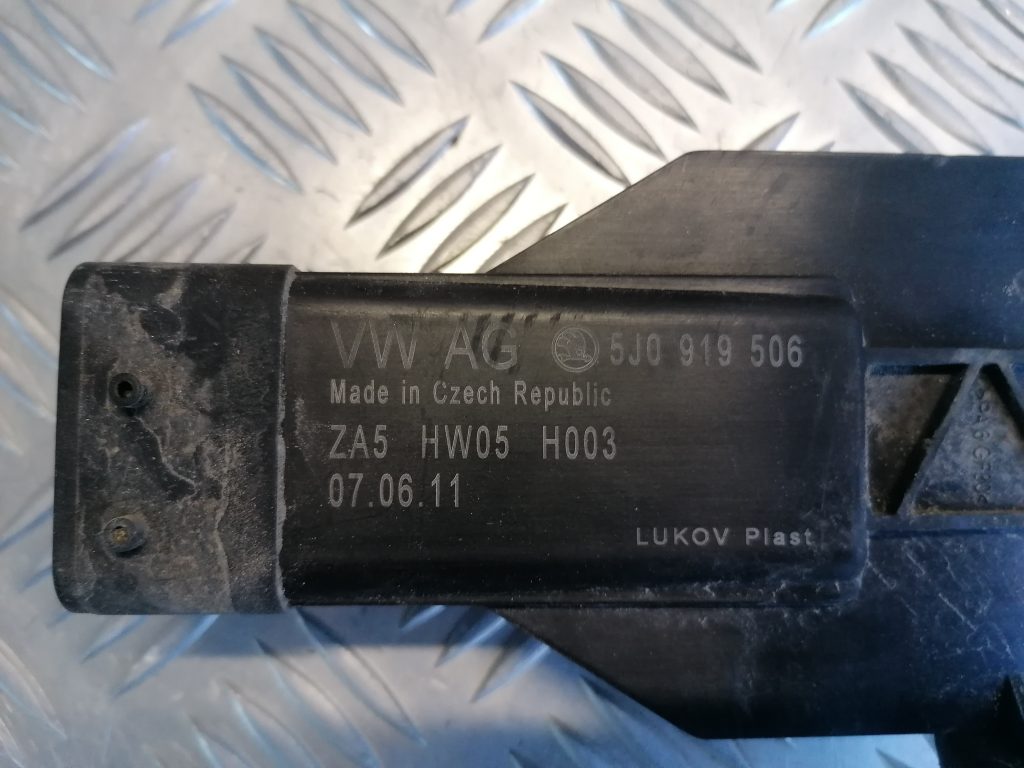 VW AG 5J0 919 506
Made in Czech Republic
ZA5 HW05 H003
07.06.11
LUKOV Plast